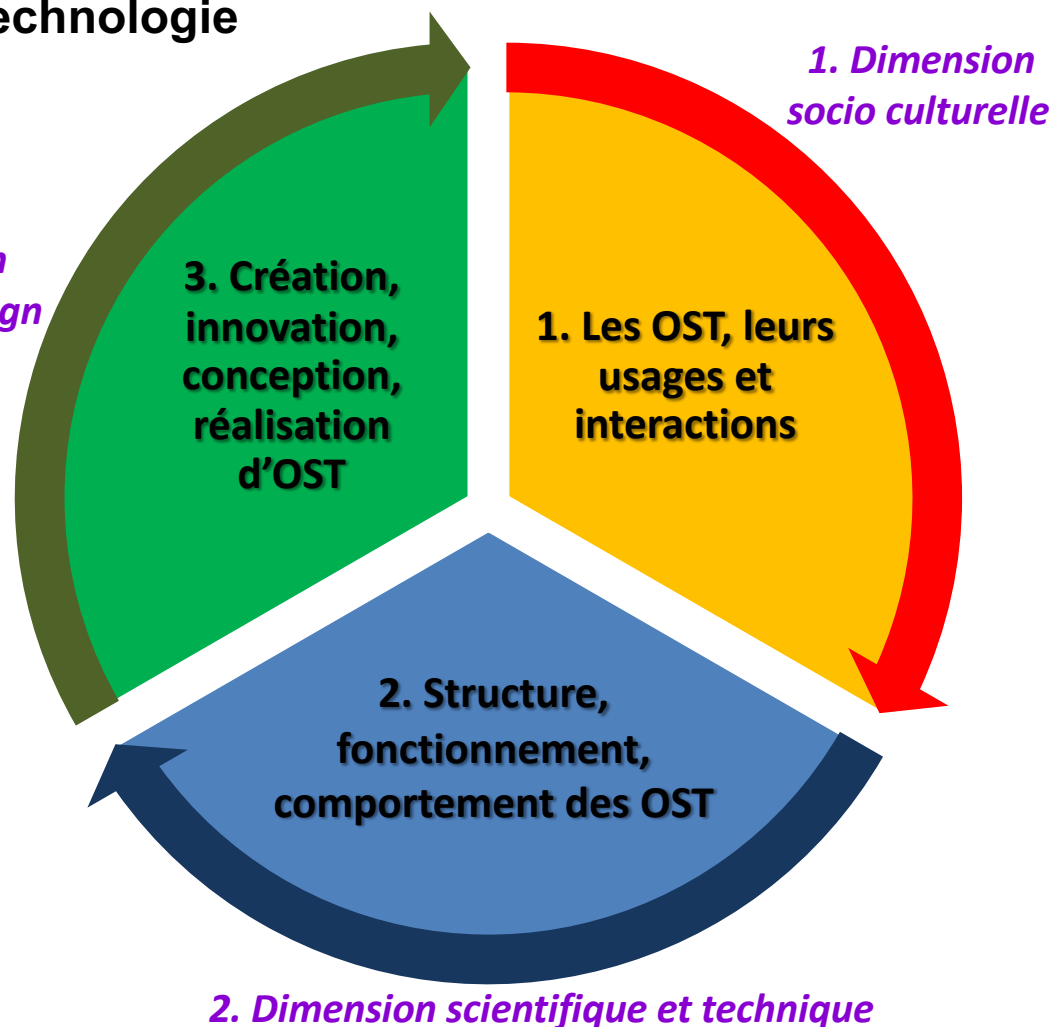 echnologie
1. Dimension
socio culturelle
n
ign
3. Création,
innovation,
conception,
réalisation
d’OST
1. Les OST, leurs
usages et
interactions
2. Structure,
fonctionnement,
comportement des OST
2. Dimension scientifique et technique